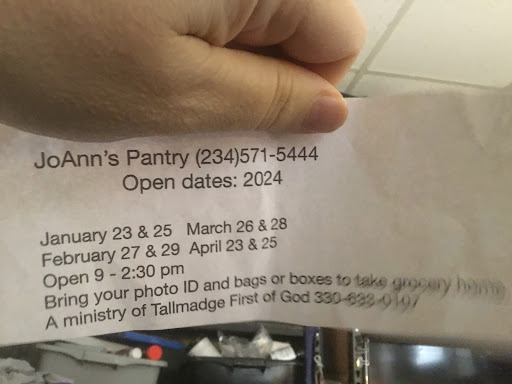 JoAnn's Pantry (234)571-5444
Open dates: 2024
January 23 & 25 March 26 & 28
February 27 & 29 April 23 & 25
Open 9 - 2:30 pm
Bring your photo ID and bags or boxes to take grocery home
A ministry of Tallmadge First of God